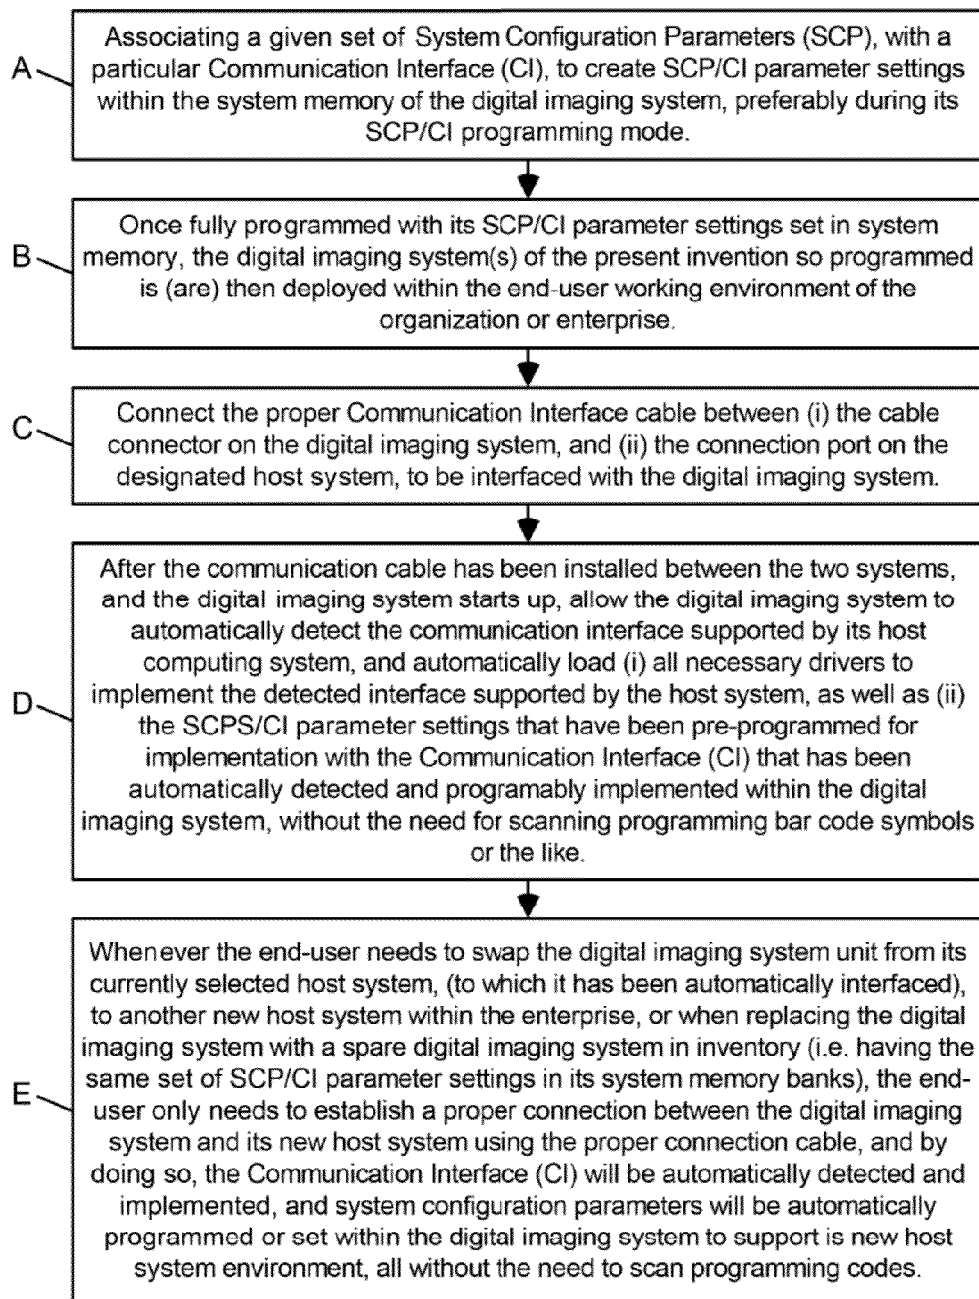 A
Associating a given set of System Configuration Parameters (SCP), with a
particular Communication Interface (CI), to create SCP/CI parameter settings
within the system memory of the digital imaging system, preferably during its
SCP/CI programming mode.
B
Once fully programmed with its SCP/CI parameter settings set in system
memory, the digital imaging system(s) of the present invention so programmed
is (are) then deployed within the end-user working environment of the
organization or enterprise.
C
Connect the proper Communication Interface cable between (i) the cable
connector on the digital imaging system, and (ii) the connection port on the
designated host system, to be interfaced with the digital imaging system.
D
After the communication cable has been installed between the two systems,
and the digital imaging system starts up, allow the digital imaging system to
automatically detect the communication interface supported by its host
computing system, and automatically load (i) all necessary drivers to
implement the detected interface supported by the host system, as well as (ii)
the SCPS/CI parameter settings that have been pre-programmed for
implementation with the Communication Interface (CI) that has been
automatically detected and programably implemented within the digital
imaging system, without the need for scanning programming bar code symbols
or the like.
E
Whenever the end-user needs to swap the digital imaging system unit from its
currently selected host system, (to which it has been automatically interfaced),
to another new host system within the enterprise, or when replacing the digital
imaging system with a spare digital imaging system in inventory (i.e. having the
same set of SCP/CI parameter settings in its system memory banks), the end-
user only needs to establish a proper connection between the digital imaging
system and its new host system using the proper connection cable, and by
doing so, the Communication Interface (CI) will be automatically detected and
implemented, and system configuration parameters will be automatically
programmed or set within the digital imaging system to support is new host
system environment, all without the need to scan programming codes.